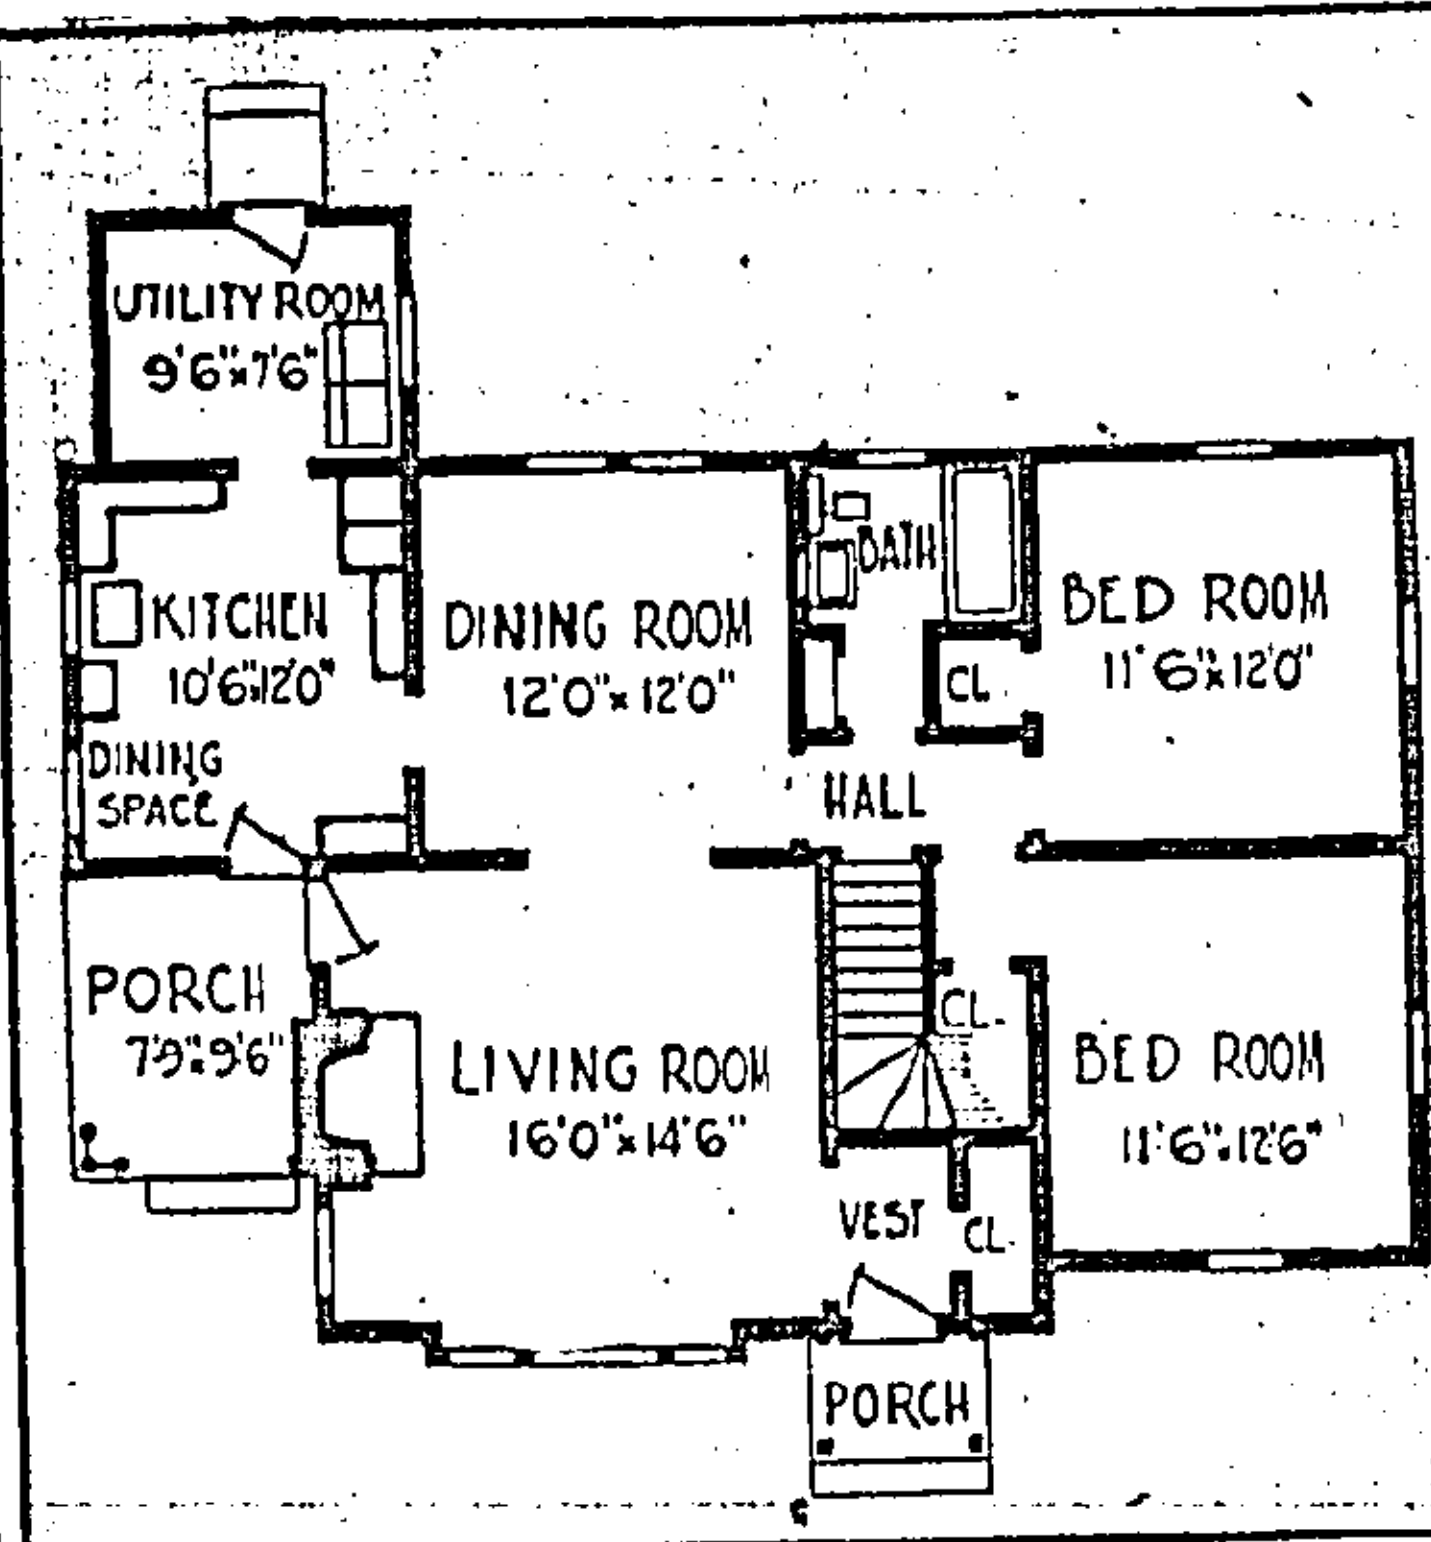 UTILITY ROOM
9'6"x7'6"
KITCHEN
10'6"x12'0"
DINING
SPACE
DINING ROOM
12'0"x12'0"
BATH
CL.
BED ROOM
11'6"x12'0"
HALL
PORCH
7'9"x9'6"
LIVING ROOM
16'0"x14'6"
CL.
BED ROOM
11'6"x12'6"
VEST
CL.
PORCH